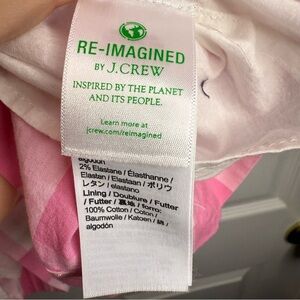 RE-IMAGINED
BY J.CREW
INSPIRED BY THE PLANET
AND ITS PEOPLE.
Learn more at
jcrew.com/reimagined
algodón
2% Elastane / Élasthanne /
Elastan / Elastaan / ポリウ
レタン / elastano
Lining / Doublure / Futter
/ Futter / 裏地 / forro:
100% Cotton / Coton /
Baumwolle / Katoen / 綿 /
algodón